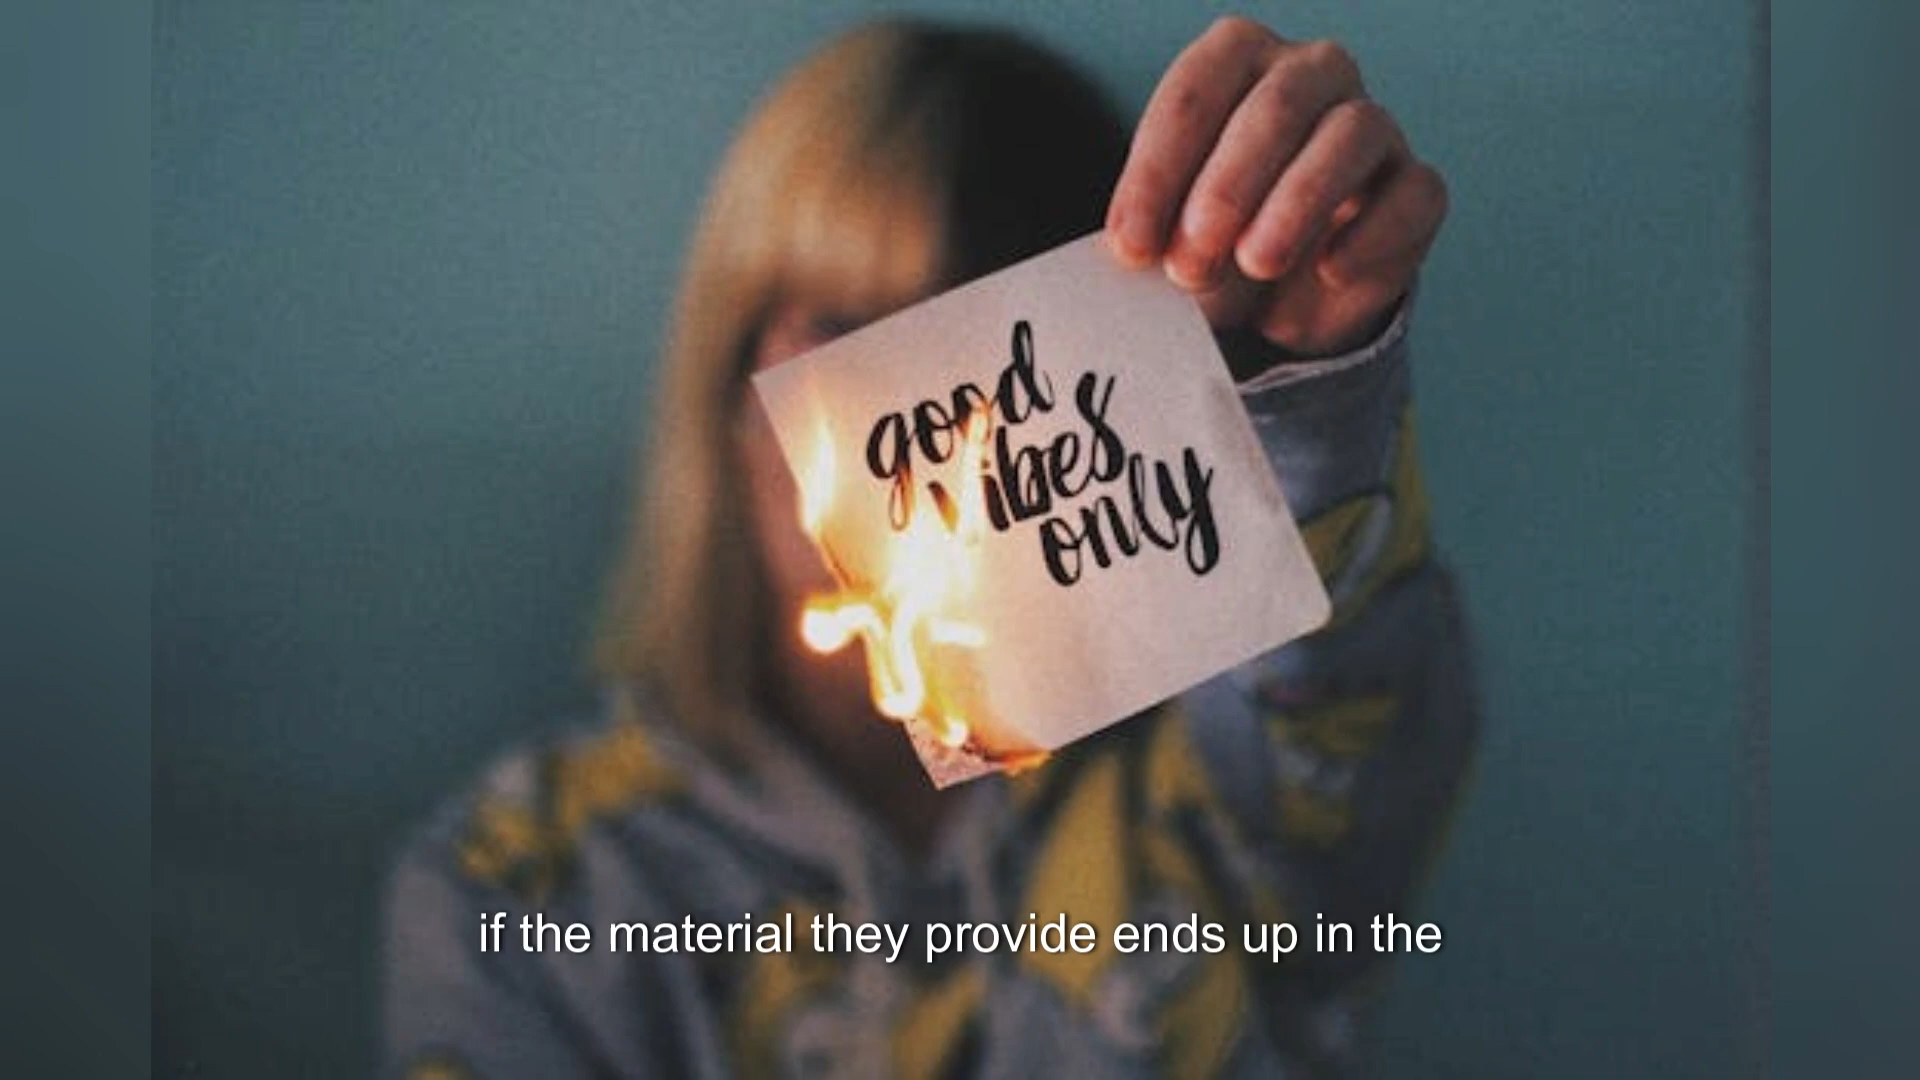 good
vibes
only
if the material they provide ends up in the